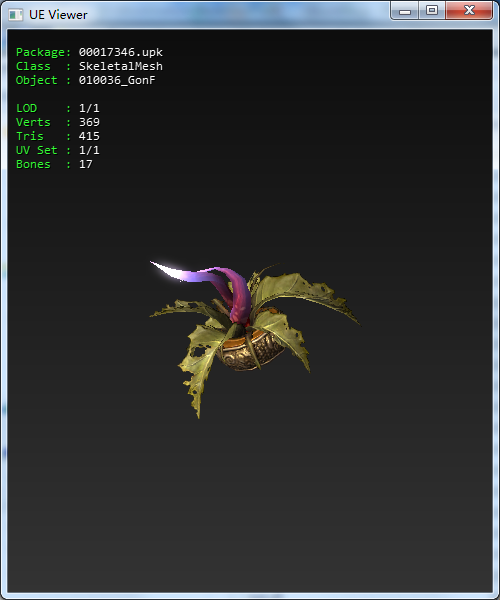 UE Viewer
Package: 00017346.upk
Class : SkeletalMesh
Object : 010036_GonF
LOD : 1/1
Verts : 369
Tris : 415
UV Set : 1/1
Bones : 17